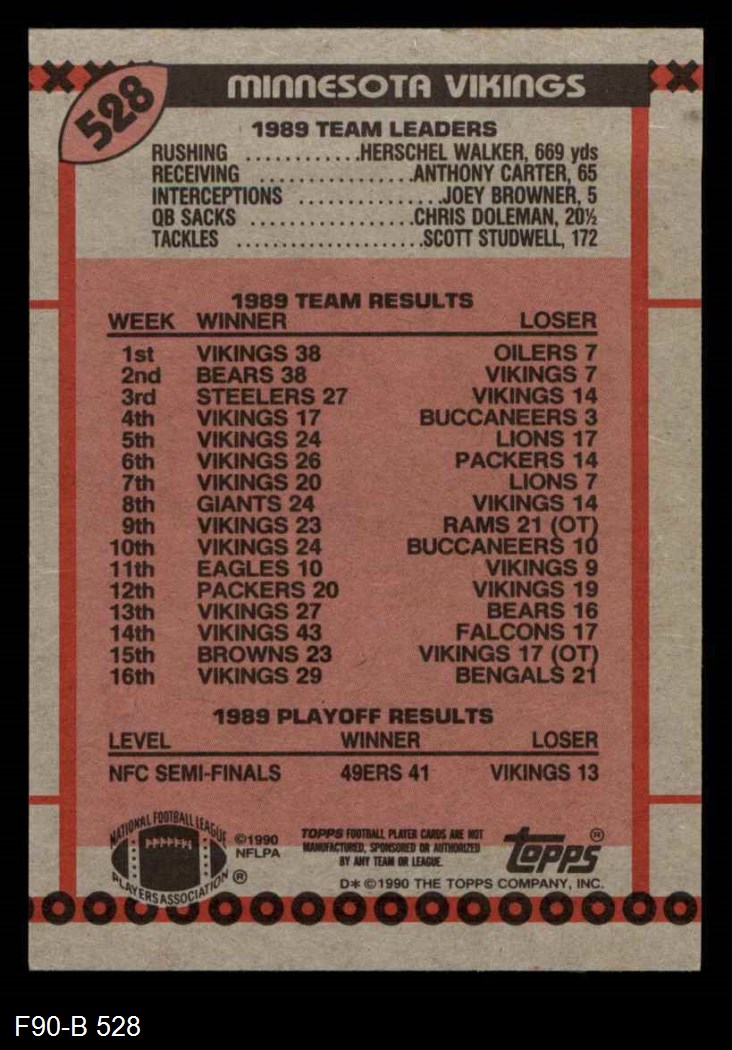 528
MINNESOTA VIKINGS
1989 TEAM LEADERS
RUSHING ............HERSCHEL WALKER, 669 yds
RECEIVING ................ANTHONY CARTER, 65
INTERCEPTIONS ...............JOEY BROWNER, 5
QB SACKS .................CHRIS DOLEMAN, 20½
TACKLES ....................SCOTT STUDWELL, 172
1989 TEAM RESULTS
WEEK WINNER LOSER
1st VIKINGS 38 OILERS 7
2nd BEARS 38 VIKINGS 7
3rd STEELERS 27 VIKINGS 14
4th VIKINGS 17 BUCCANEERS 3
5th VIKINGS 24 LIONS 17
6th VIKINGS 26 PACKERS 14
7th VIKINGS 20 LIONS 7
8th GIANTS 24 VIKINGS 14
9th VIKINGS 23 RAMS 21 (OT)
10th VIKINGS 24 BUCCANEERS 10
11th EAGLES 10 VIKINGS 9
12th PACKERS 20 VIKINGS 19
13th VIKINGS 27 BEARS 16
14th VIKINGS 43 FALCONS 17
15th BROWNS 23 VIKINGS 17 (OT)
16th VIKINGS 29 BENGALS 21
1989 PLAYOFF RESULTS
LEVEL WINNER LOSER
NFC SEMI-FINALS 49ERS 41 VIKINGS 13
NATIONAL FOOTBALL LEAGUE
PLAYERS ASSOCIATION ®
©1990
NFLPA
TOPPS FOOTBALL PLAYER CARDS ARE NOT
MANUFACTURED, SPONSORED OR AUTHORIZED
BY ANY TEAM OR LEAGUE.
TOPPS ®
D* © 1990 THE TOPPS COMPANY, INC.
F90-B 528